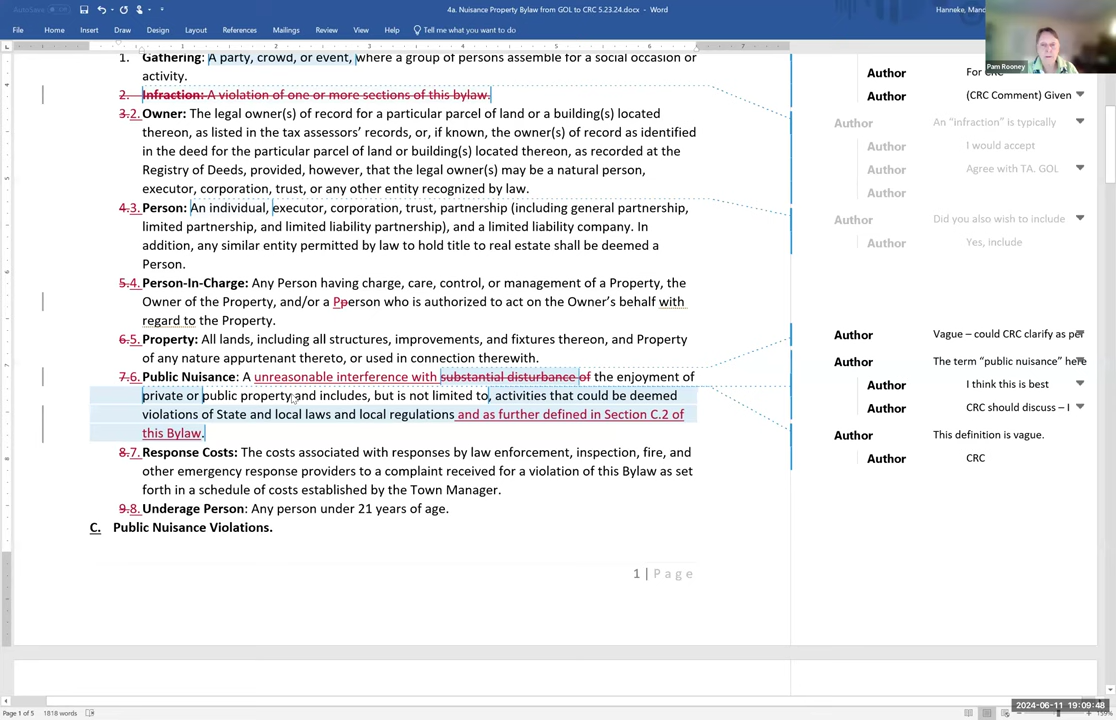 AutoSave
4a. Nuisance Property Bylaw from GOL to CRC 5.23.24.docx - Word
Hanneke, Mand
File Home Insert Draw Design Layout References Mailings Review View Help Tell me what you want to do
Pam Rooney
1. Gathering: A party, crowd, or event, where a group of persons assemble for a social occasion or
activity.
2. Infraction: A violation of one or more sections of this bylaw.
3.2. Owner: The legal owner(s) of record for a particular parcel of land or a building(s) located
thereon, as listed in the tax assessors' records, or, if known, the owner(s) of record as identified
in the deed for the particular parcel of land or building(s) located thereon, as recorded at the
Registry of Deeds, provided, however, that the legal owner(s) may be a natural person,
executor, corporation, trust, or any other entity recognized by law.
4.3. Person: An individual, executor, corporation, trust, partnership (including general partnership,
limited partnership, and limited liability partnership), and a limited liability company. In
addition, any similar entity permitted by law to hold title to real estate shall be deemed a
Person.
5.4. Person-In-Charge: Any Person having charge, care, control, or management of a Property, the
Owner of the Property, and/or a Pperson who is authorized to act on the Owner's behalf with
regard to the Property.
6.5. Property: All lands, including all structures, improvements, and fixtures thereon, and Property
of any nature appurtenant thereto, or used in connection therewith.
7.6. Public Nuisance: A unreasonable interference with substantial disturbance of the enjoyment of
private or public property and includes, but is not limited to, activities that could be deemed
violations of State and local laws and local regulations and as further defined in Section C.2 of
this Bylaw.
8.7. Response Costs: The costs associated with responses by law enforcement, inspection, fire, and
other emergency response providers to a complaint received for a violation of this Bylaw as set
forth in a schedule of costs established by the Town Manager.
9.8. Underage Person: Any person under 21 years of age.
C. Public Nuisance Violations.
1 | Page
Author For
Author (CRC Comment) Given
Author An "infraction" is typically
Author I would accept
Author Agree with TA. GOL
Author
Author Did you also wish to include
Author Yes, include
Author Vague – could CRC clarify as per
Author The term "public nuisance" here
Author I think this is best
Author CRC should discuss – I
Author This definition is vague.
Author CRC
Page 1 of 5 1818 words
2024-06-11 19:09:48